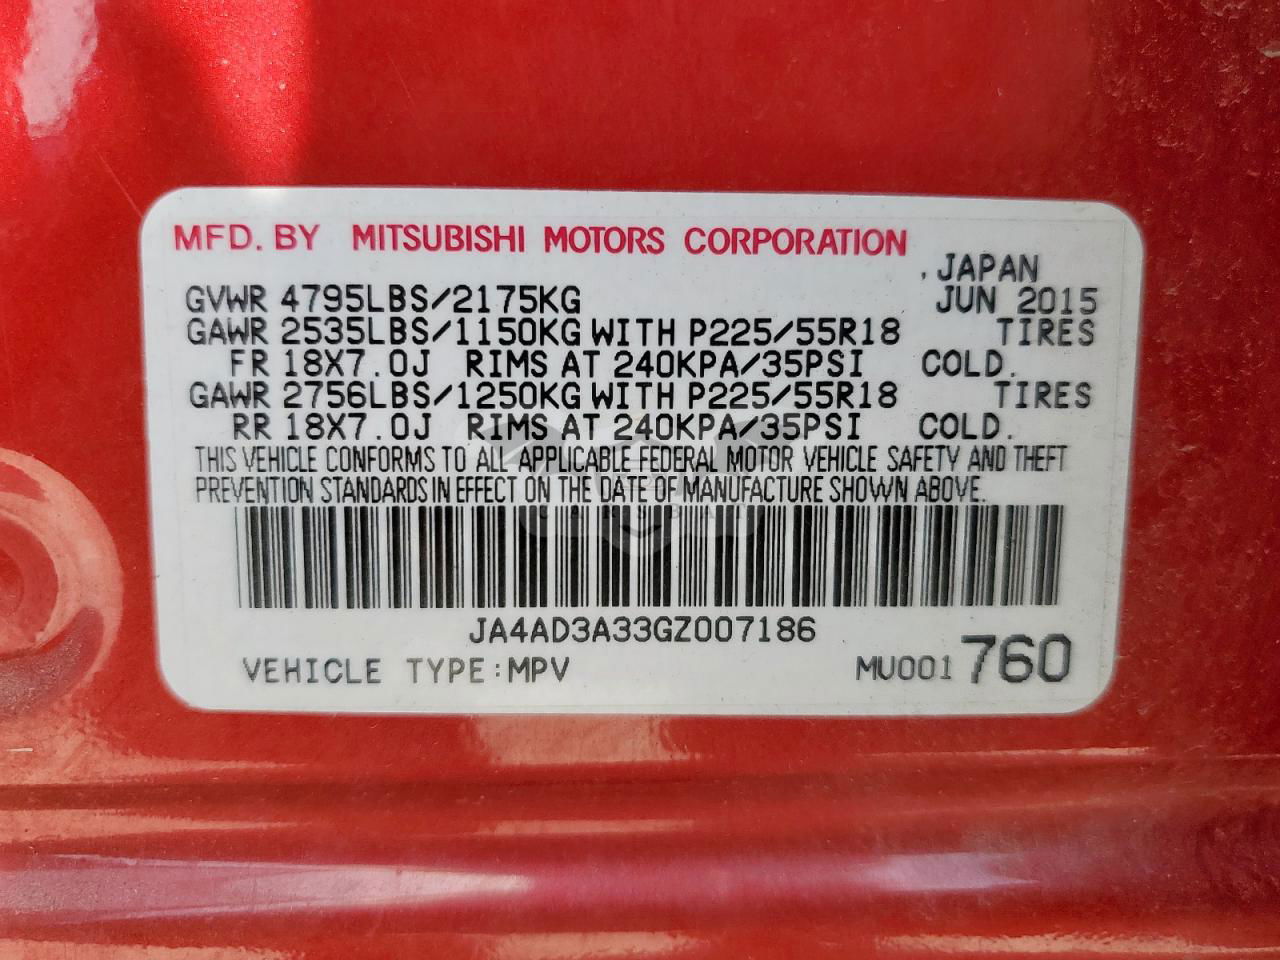 MFD. BY MITSUBISHI MOTORS CORPORATION
, JAPAN
GVWR 4795LBS/2175KG JUN 2015
GAWR 2535LBS/1150KG WITH P225/55R18 TIRES
FR 18X7.0J RIMS AT 240KPA/35PSI COLD.
GAWR 2756LBS/1250KG WITH P225/55R18 TIRES
RR 18X7.0J RIMS AT 240KPA/35PSI COLD.
THIS VEHICLE CONFORMS TO ALL APPLICABLE FEDERAL MOTOR VEHICLE SAFETY AND THEFT
PREVENTION STANDARDS IN EFFECT ON THE DATE OF MANUFACTURE SHOWN ABOVE.
JA4AD3A33GZ007186
VEHICLE TYPE:MPV MU001 760